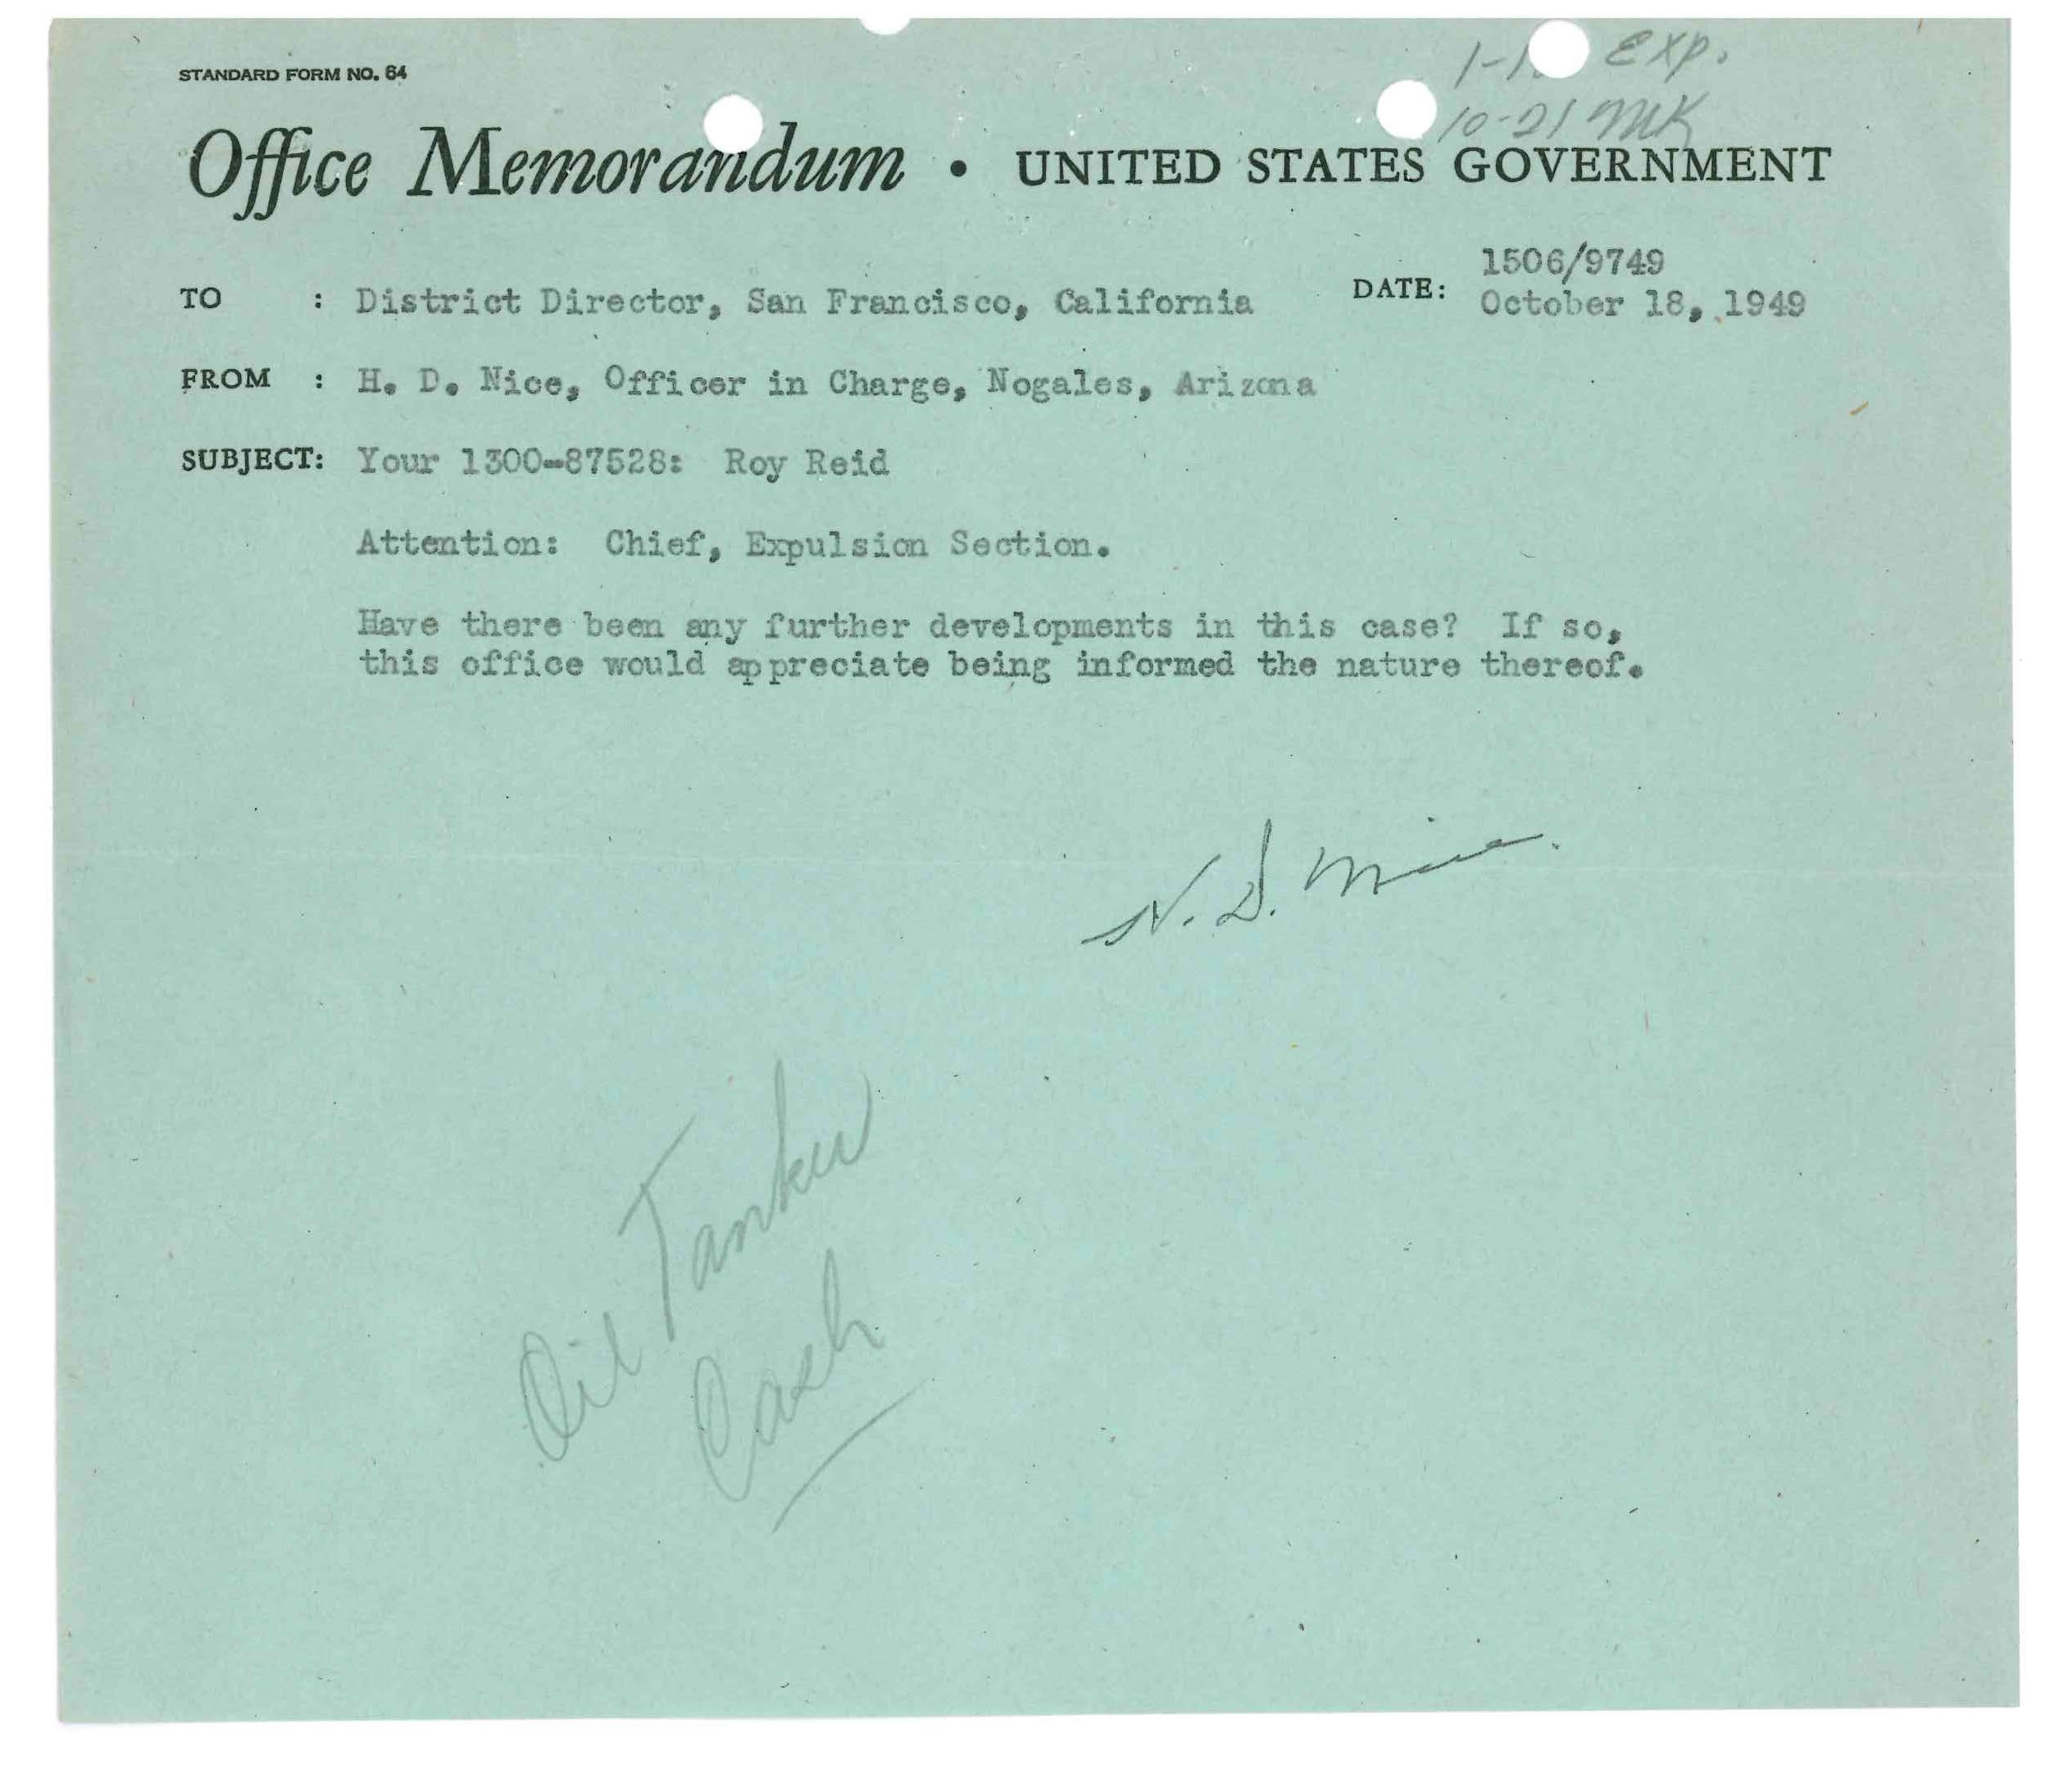 STANDARD FORM NO. 64
Exp.
10-21 MK
Office Memorandum • UNITED STATES GOVERNMENT
1506/9749
TO : District Director, San Francisco, California DATE: October 18, 1949
FROM : H. D. Nice, Officer in Charge, Nogales, Arizona
SUBJECT: Your 1300-87528: Roy Reid
Attention: Chief, Expulsion Section.
Have there been any further developments in this case? If so,
this office would appreciate being informed the nature thereof.
H. D. Nice
Oil Tanker
Cash